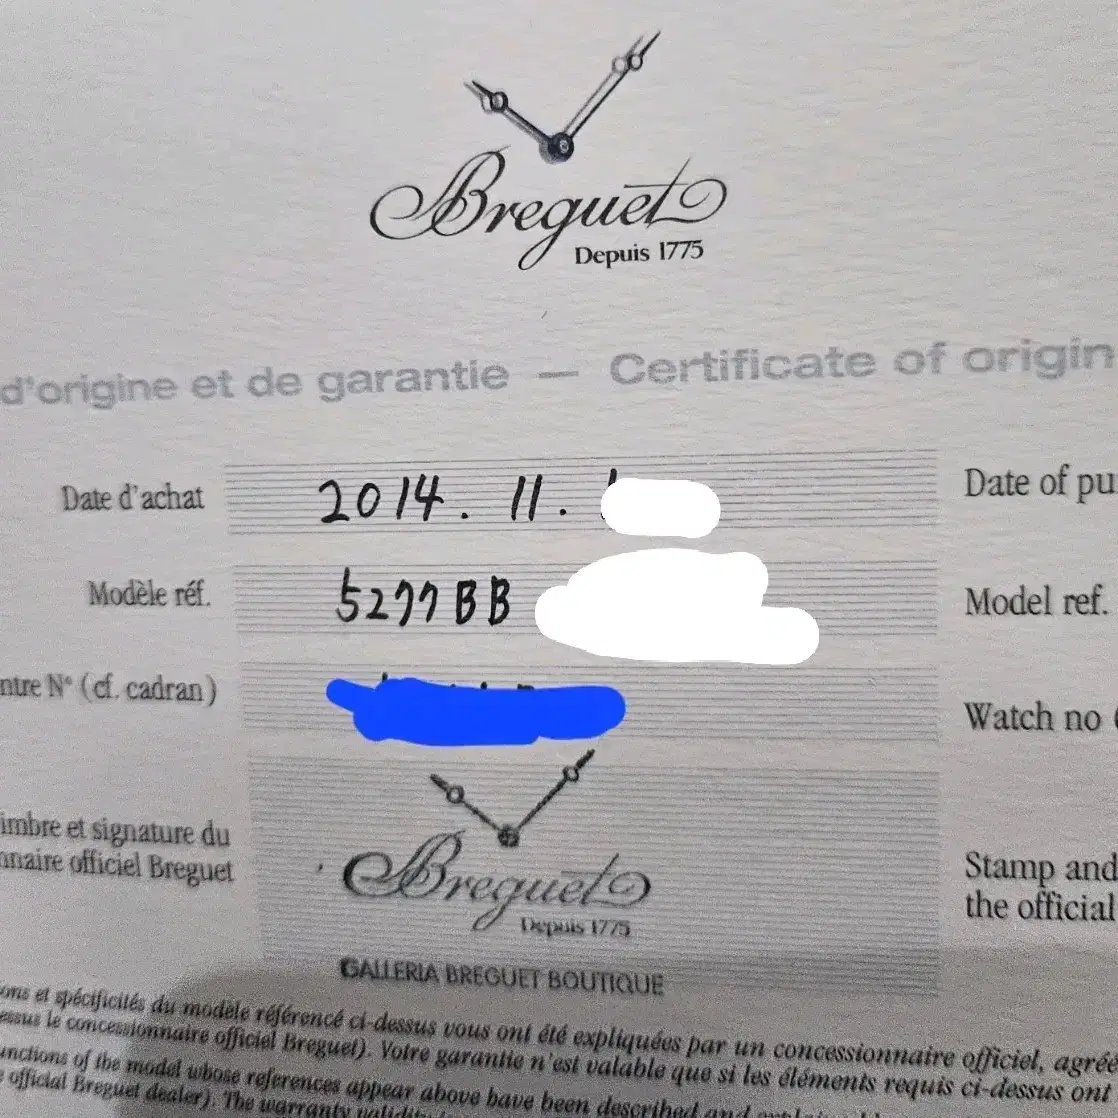 Breguet
Depuis 1775
d'origine et de garantie — Certificate of origin
Date d'achat 2014. 11. Date of pu
Modèle réf. 5277BB Model ref.
ntre N° (cf. cadran) Watch no
imbre et signature du
nnaire officiel Breguet
Stamp and
the official
Breguet
Depuis 1775
GALLERIA BREGUET BOUTIQUE
ons et spécificités du modèle référencé ci-dessus vous ont été expliquées par un concessionnaire officiel, agréé
essus le concessionnaire officiel Breguet). Votre garantie n'est valable que si les éléments requis ci-dessus ont
unctions of the model whose references appear above have been described and
official Breguet dealer). The warranty